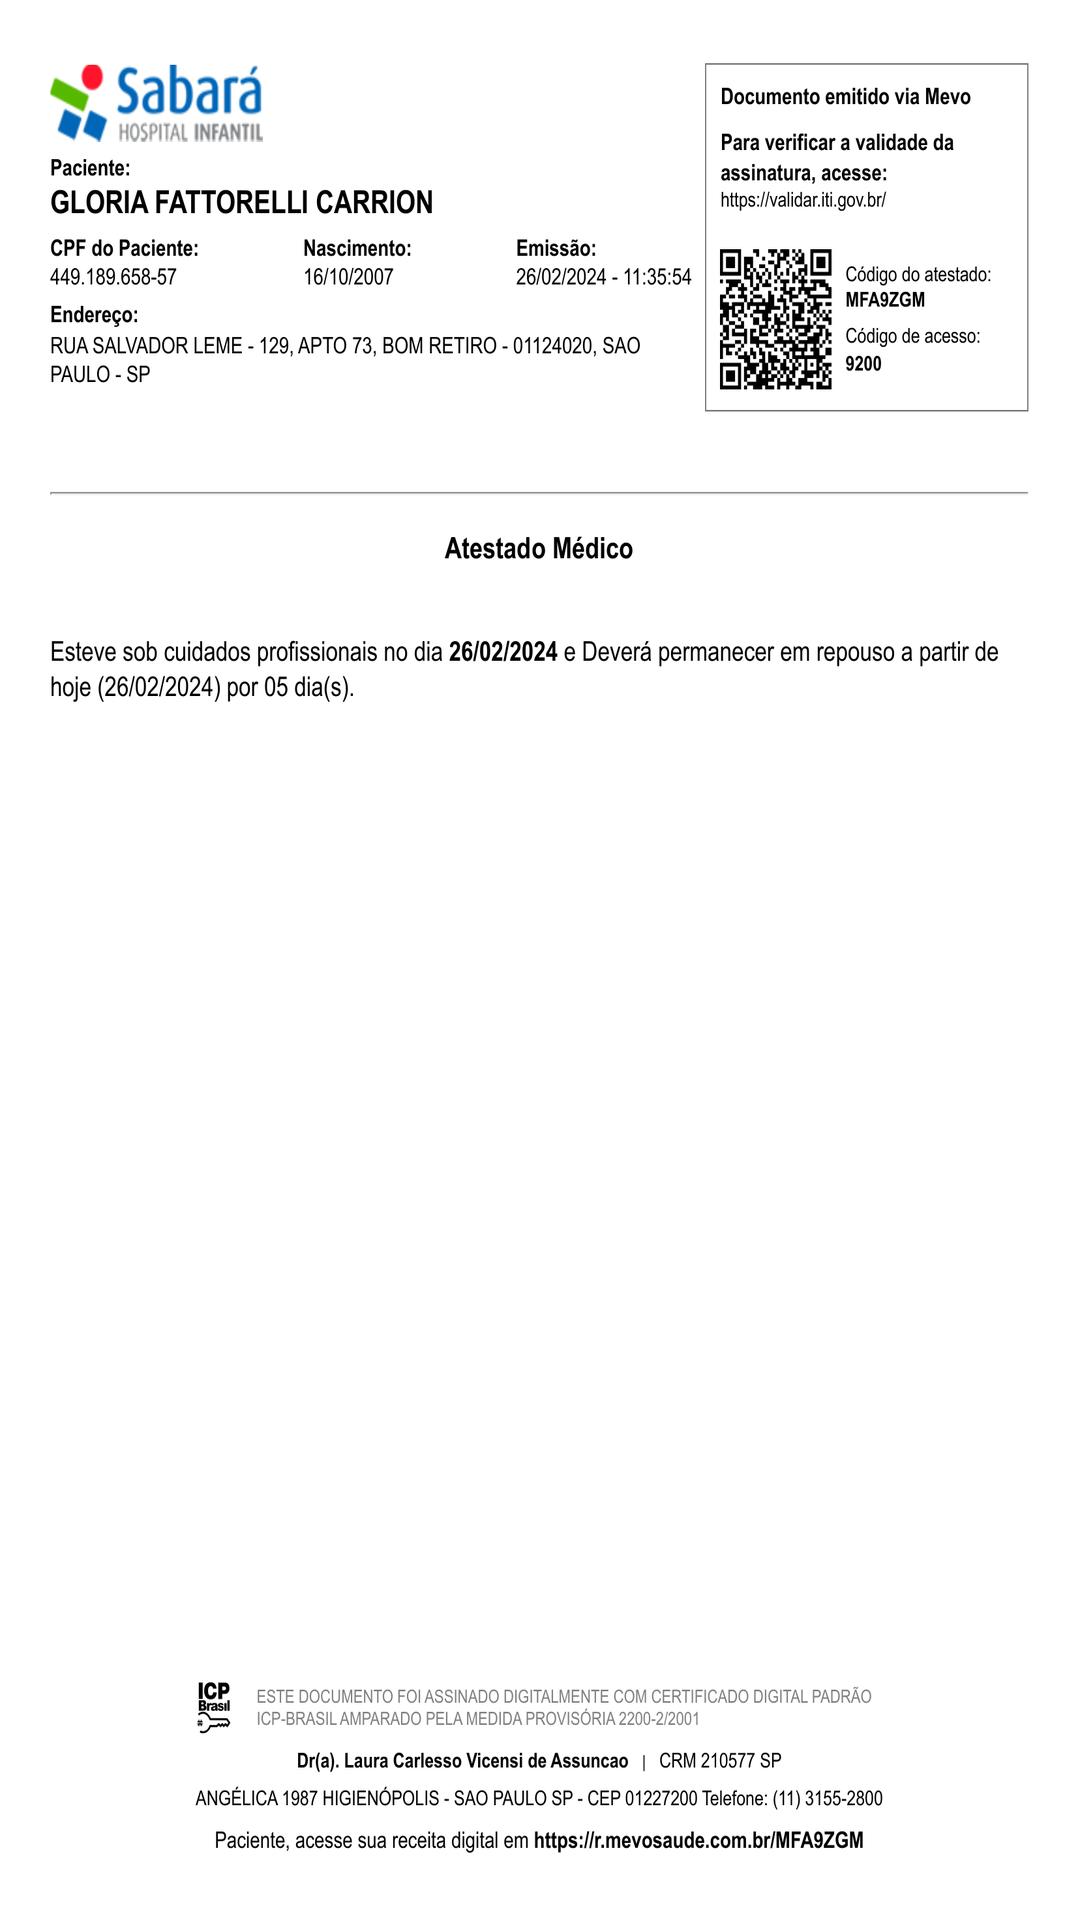 Sabará
HOSPITAL INFANTIL
Paciente:
GLORIA FATTORELLI CARRION
CPF do Paciente: Nascimento: Emissão:
449.189.658-57 16/10/2007 26/02/2024 - 11:35:54
Endereço:
RUA SALVADOR LEME - 129, APTO 73, BOM RETIRO - 01124020, SAO
PAULO - SP
Documento emitido via Mevo
Para verificar a validade da
assinatura, acesse:
https://validar.iti.gov.br/
Código do atestado:
MFA9ZGM
Código de acesso:
9200
Atestado Médico
Esteve sob cuidados profissionais no dia 26/02/2024 e Deverá permanecer em repouso a partir de
hoje (26/02/2024) por 05 dia(s).
ICP
Brasil
ESTE DOCUMENTO FOI ASSINADO DIGITALMENTE COM CERTIFICADO DIGITAL PADRÃO
ICP-BRASIL AMPARADO PELA MEDIDA PROVISÓRIA 2200-2/2001
Dr(a). Laura Carlesso Vicensi de Assuncao | CRM 210577 SP
ANGÉLICA 1987 HIGIENÓPOLIS - SAO PAULO SP - CEP 01227200 Telefone: (11) 3155-2800
Paciente, acesse sua receita digital em https://r.mevosaude.com.br/MFA9ZGM